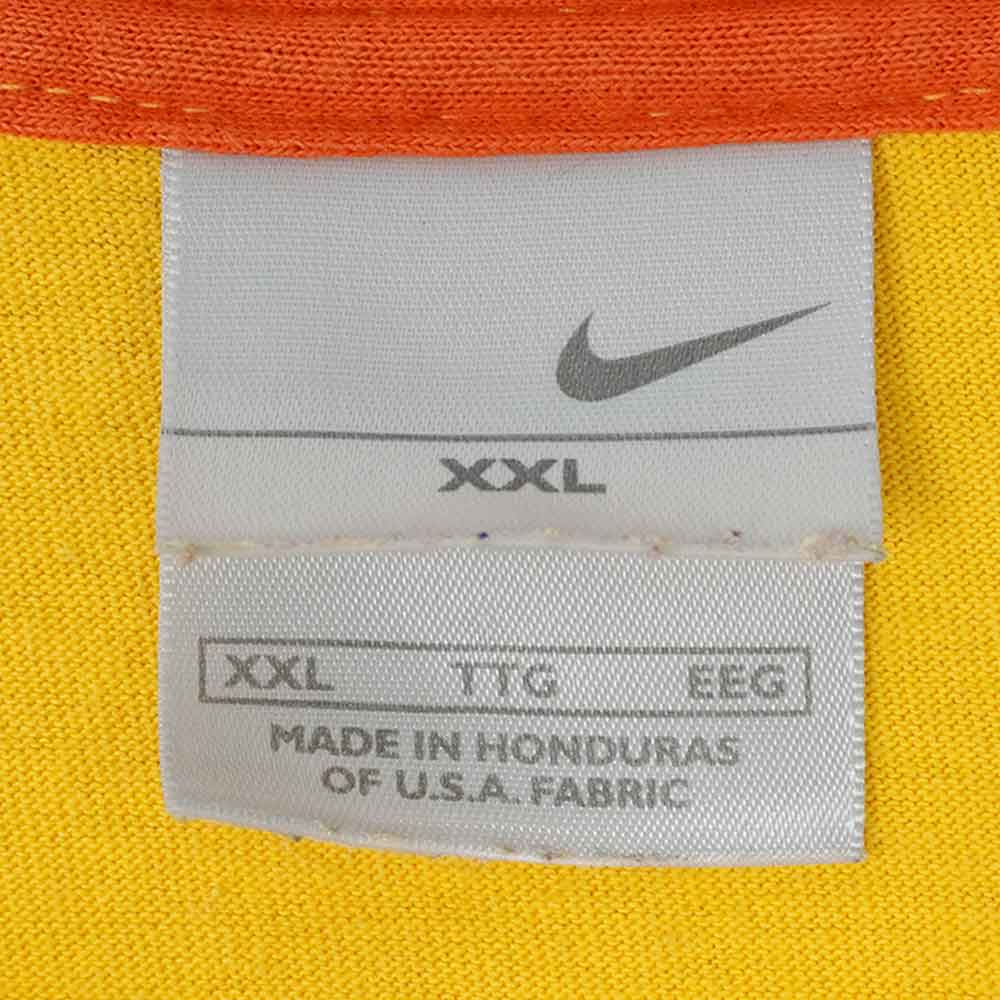 XXL
XXL TTG EEG
MADE IN HONDURAS
OF U.S.A. FABRIC